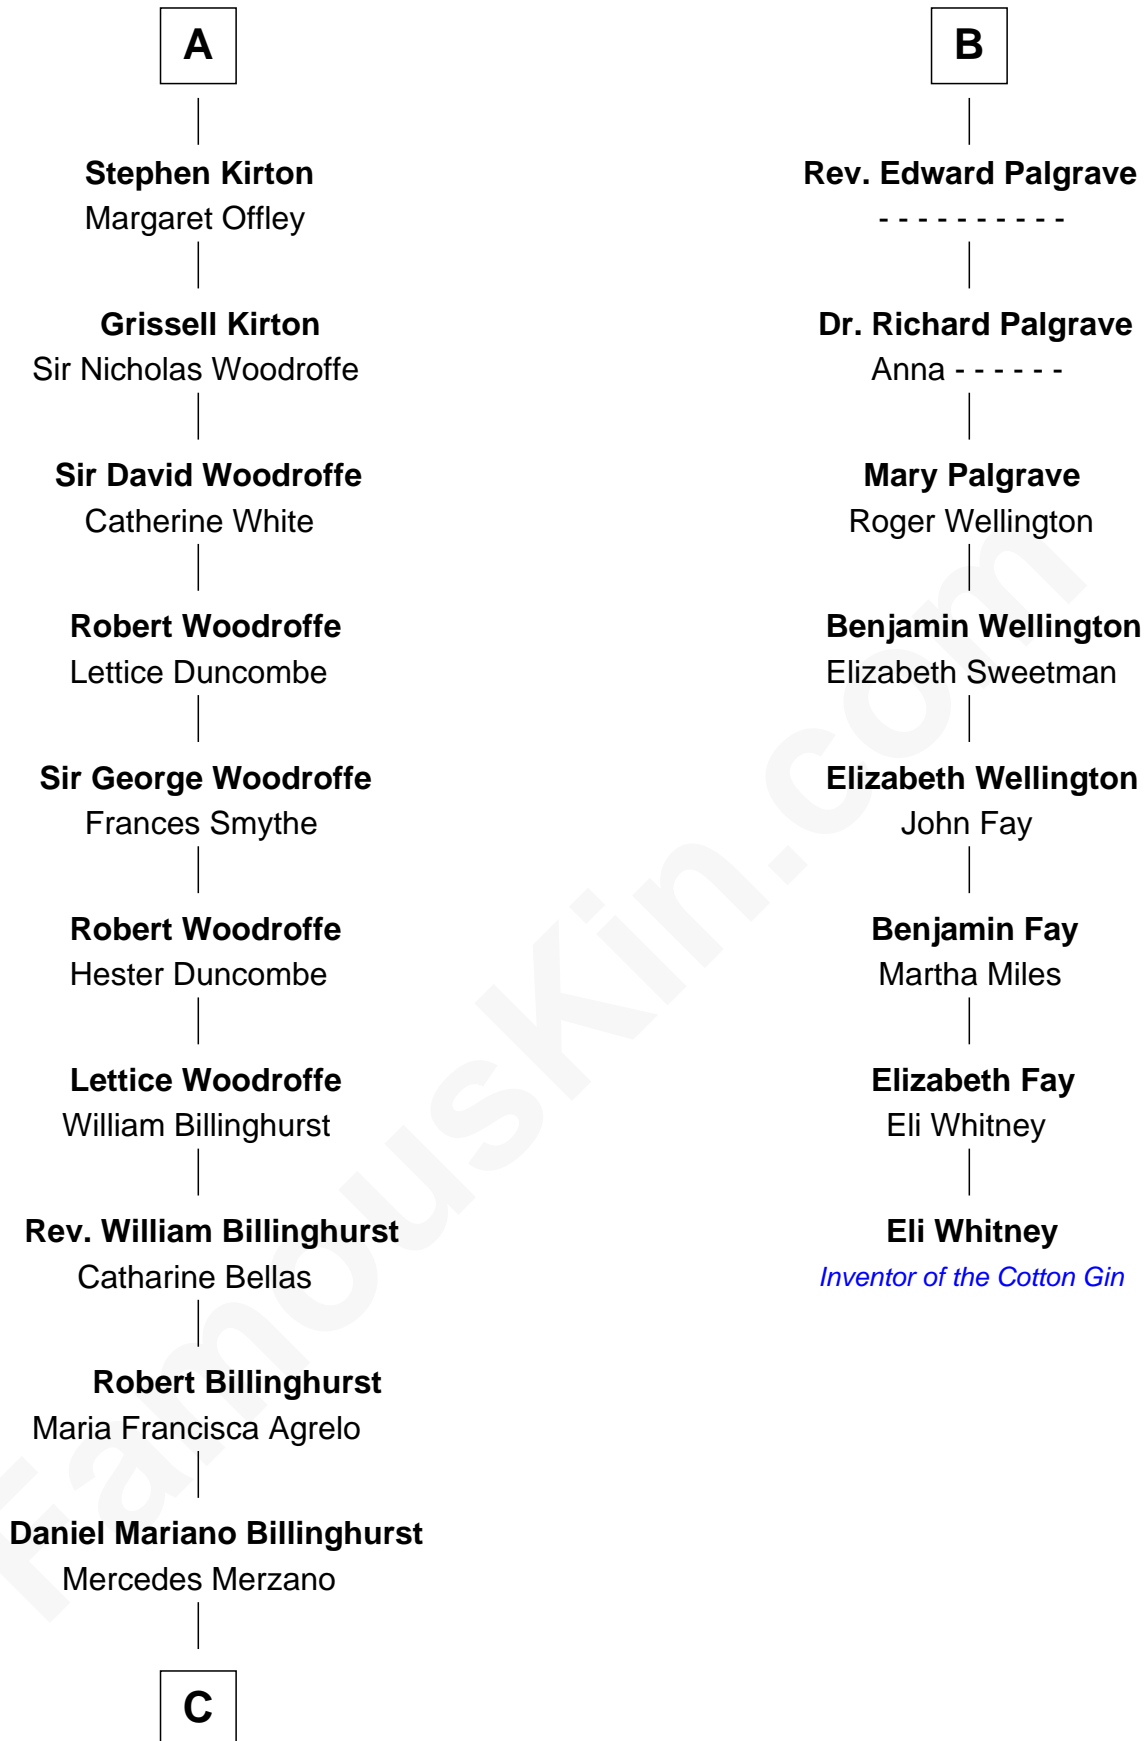 A
Stephen Kirton
Margaret Offley
Grissell Kirton
Sir Nicholas Woodroffe
Sir David Woodroffe
Catherine White
Robert Woodroffe
Lettice Duncombe
Sir George Woodroffe
Frances Smythe
Robert Woodroffe
Hester Duncombe
Lettice Woodroffe
William Billinghurst
Rev. William Billinghurst
Catharine Bellas
Robert Billinghurst
Maria Francisca Agrelo
Daniel Mariano Billinghurst
Mercedes Merzano
C
B
Rev. Edward Palgrave
- - - - - - - - - -
Dr. Richard Palgrave
Anna - - - - - -
Mary Palgrave
Roger Wellington
Benjamin Wellington
Elizabeth Sweetman
Elizabeth Wellington
John Fay
Benjamin Fay
Martha Miles
Elizabeth Fay
Eli Whitney
Eli Whitney
Inventor of the Cotton Gin
FamousKin.com